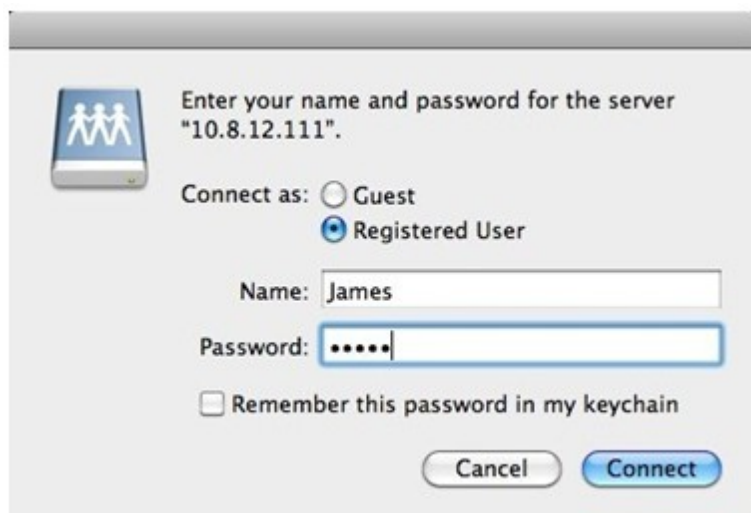 Enter your name and password for the server
“10.8.12.111”.
Connect as: Guest
Registered User
Name: James
Password: •••••
Remember this password in my keychain
Cancel Connect